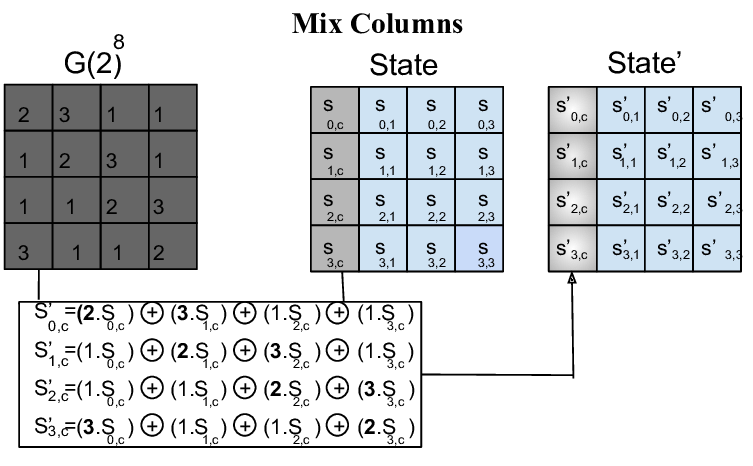 Mix Columns
G(2)^8 State State’
2 3 1 1 s0,c s0,1 s0,2 s0,3 s’0,c s’0,1 s’0,2 s’0,3
1 2 3 1 s1,c s1,1 s1,2 s1,3 s’1,c s’1,1 s’1,2 s’1,3
1 1 2 3 s2,c s2,1 s2,2 s2,3 s’2,c s’2,1 s’2,2 s’2,3
3 1 1 2 s3,c s3,1 s3,2 s3,3 s’3,c s’3,1 s’3,2 s’3,3
S’0,c=(2.S0,c) ⊕ (3.S1,c) ⊕ (1.S2,c) ⊕ (1.S3,c)
S’1,c=(1.S0,c) ⊕ (2.S1,c) ⊕ (3.S2,c) ⊕ (1.S3,c)
S’2,c=(1.S0,c) ⊕ (1.S1,c) ⊕ (2.S2,c) ⊕ (3.S3,c)
S’3,c=(3.S0,c) ⊕ (1.S1,c) ⊕ (1.S2,c) ⊕ (2.S3,c)